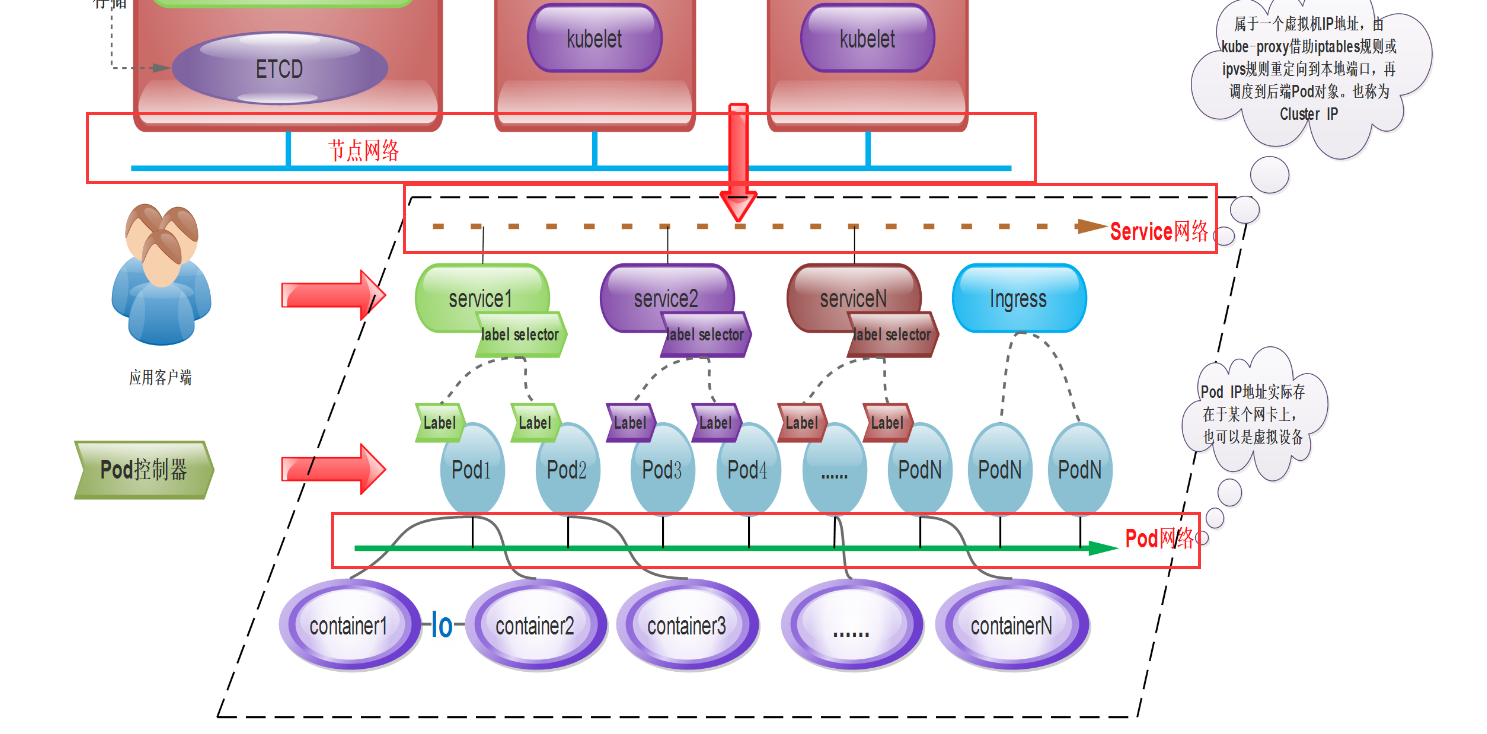 存储
ETCD
kubelet
kubelet
属于一个虚拟机IP地址，由
kube-proxy借助iptables规则或
ipvs规则重定向到本地端口，再
调度到后端Pod对象。也称为
Cluster IP
节点网络
Service网络
service1
service2
serviceN
Ingress
label selector
label selector
label selector
应用客户端
Pod IP地址实际存
在于某个网卡上，
也可以是虚拟设备
Label
Label
Label
Label
Label
Label
Pod控制器
Pod1
Pod2
Pod3
Pod4
......
PodN
PodN
PodN
Pod网络
container1
lo
container2
container3
......
containerN